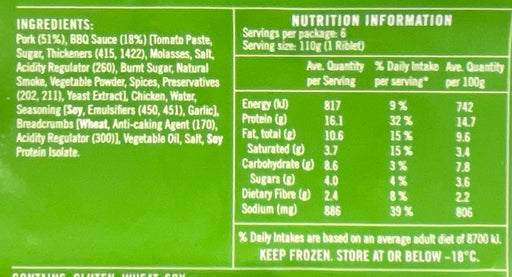 INGREDIENTS:
Pork (51%), BBQ Sauce (18%) [Tomato Paste,
Sugar, Thickeners (415, 1422), Molasses, Salt,
Acidity Regulator (260), Burnt Sugar, Natural
Smoke, Vegetable Powder, Spices, Preservatives
(202, 211), Yeast Extract], Chicken, Water,
Seasoning [Soy, Emulsifiers (450, 451), Garlic],
Breadcrumbs [Wheat, Anti-caking Agent (170),
Acidity Regulator (300)], Vegetable Oil, Salt, Soy
Protein Isolate.
NUTRITION INFORMATION
Servings per package: 6
Serving size: 110g (1 Riblet)
Ave. Quantity % Daily Intake Ave. Quantity
per Serving per serving* per 100g
Energy (kJ) 817 9 % 742
Protein (g) 16.1 32 % 14.7
Fat, total (g) 10.6 15 % 9.6
Saturated (g) 3.7 15 % 3.4
Carbohydrate (g) 8.6 3 % 7.8
Sugars (g) 4.0 4 % 3.6
Dietary Fibre (g) 2.4 8 % 2.2
Sodium (mg) 886 39 % 806
% Daily Intakes are based on an average adult diet of 8700 kJ.
KEEP FROZEN. STORE AT OR BELOW -18°C.
CONTAINS GLUTEN, WHEAT, SOY